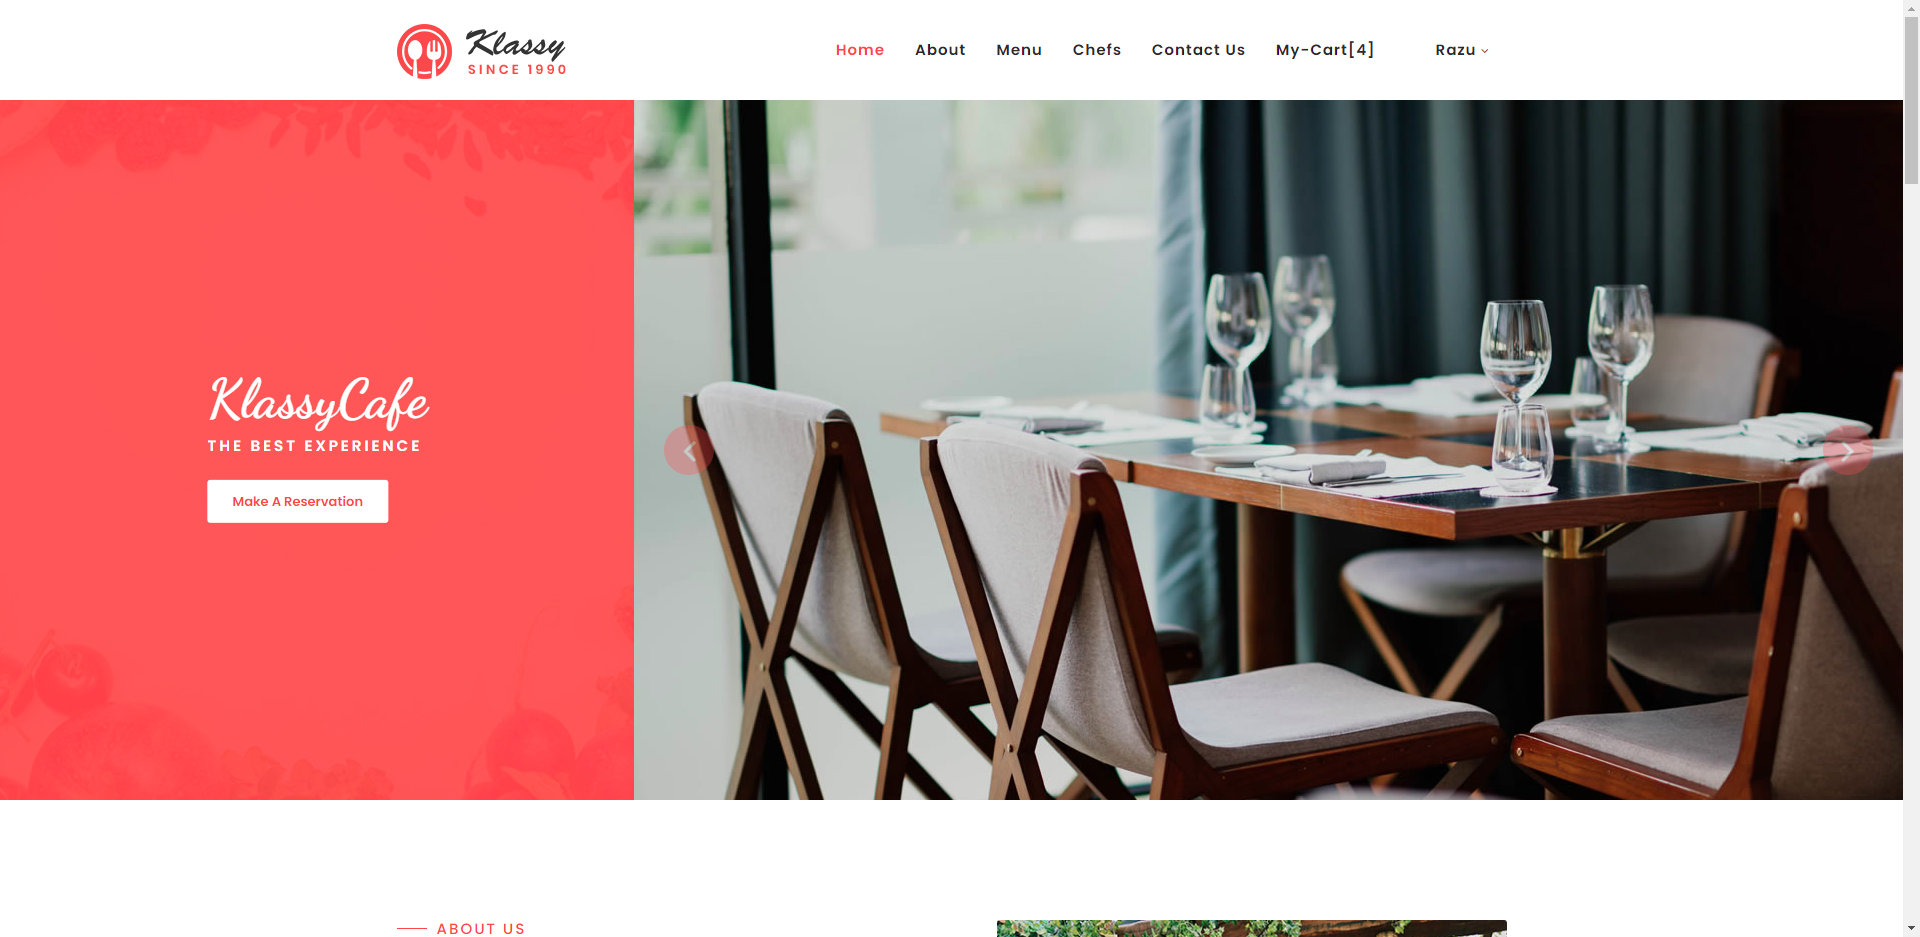 Klassy
SINCE 1990
Home About Menu Chefs Contact Us My-Cart[4] Razu
KlassyCafe
THE BEST EXPERIENCE
Make A Reservation
ABOUT US